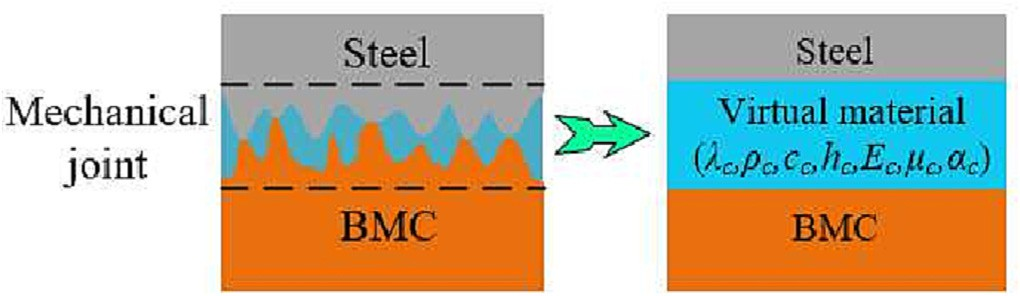 Steel
Mechanical
joint
BMC
Steel
Virtual material
(λc,ρc,cc,hc,Ec,μc,αc)
BMC